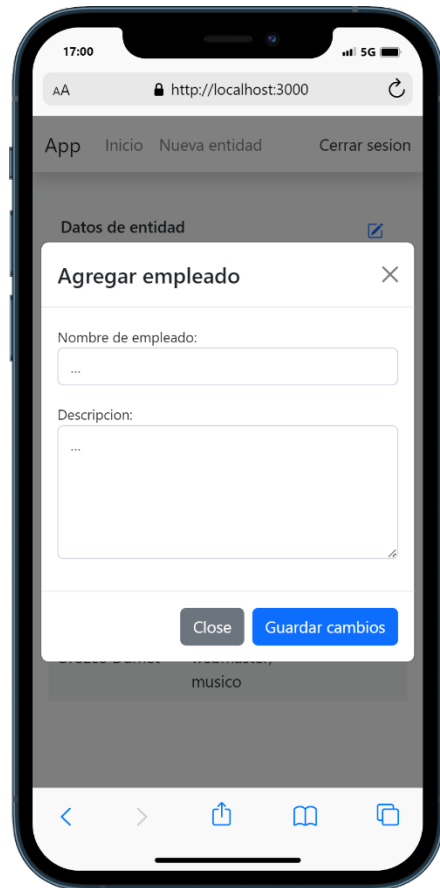 17:00 5G
AA http://localhost:3000
App Inicio Nueva entidad Cerrar sesion
Datos de entidad
Agregar empleado
Nombre de empleado:
...
Descripcion:
...
Close Guardar cambios
musico